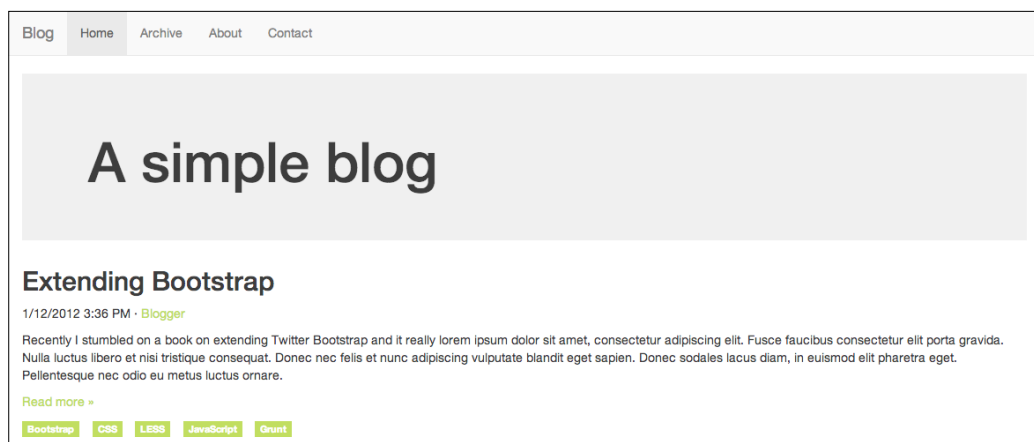 Blog Home Archive About Contact
A simple blog
Extending Bootstrap
1/12/2012 3:36 PM · Blogger
Recently I stumbled on a book on extending Twitter Bootstrap and it really lorem ipsum dolor sit amet, consectetur adipiscing elit. Fusce faucibus consectetur elit porta gravida.
Nulla luctus libero et nisi tristique consequat. Donec nec felis et nunc adipiscing vulputate blandit eget sapien. Donec sodales lacus diam, in euismod elit pharetra eget.
Pellentesque nec odio eu metus luctus ornare.
Read more »
Bootstrap CSS LESS JavaScript Grunt